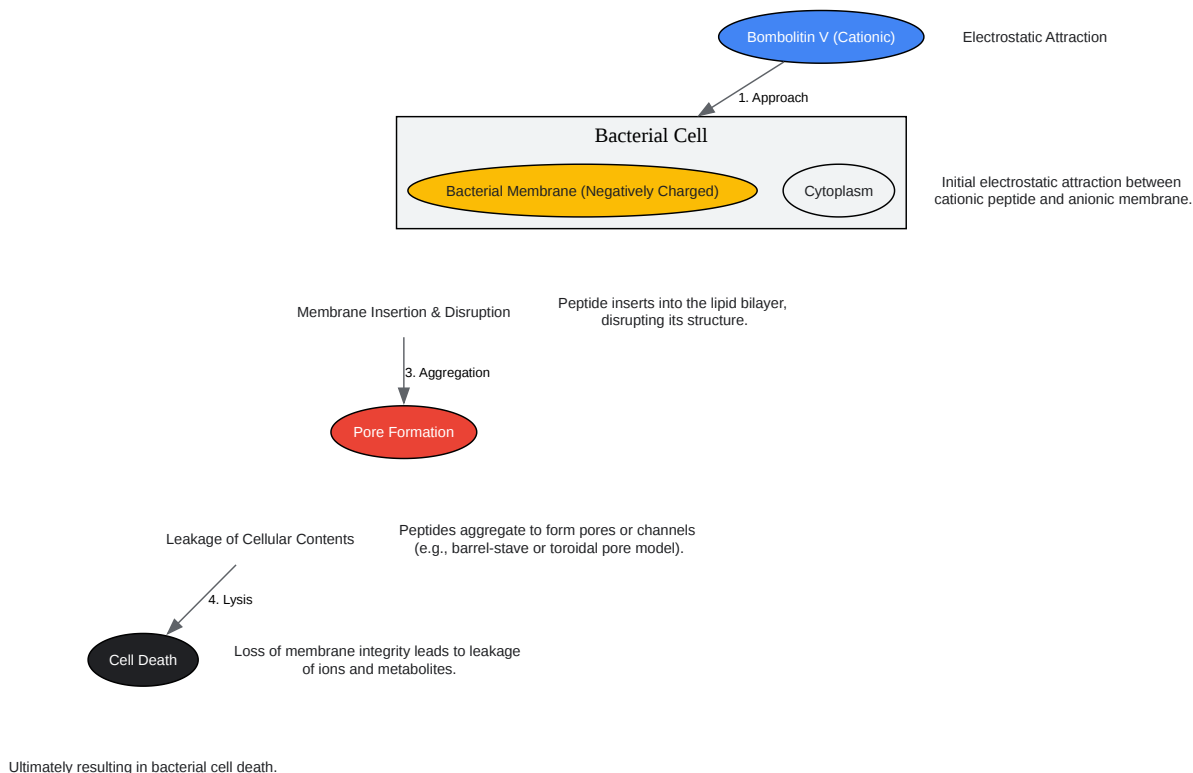 Bombolitin V (Cationic)
Electrostatic Attraction
1. Approach
Bacterial Cell
Bacterial Membrane (Negatively Charged)
Cytoplasm
Initial electrostatic attraction between
cationic peptide and anionic membrane.
Membrane Insertion & Disruption
Peptide inserts into the lipid bilayer,
disrupting its structure.
3. Aggregation
Pore Formation
Leakage of Cellular Contents
Peptides aggregate to form pores or channels
(e.g., barrel-stave or toroidal pore model).
4. Lysis
Cell Death
Loss of membrane integrity leads to leakage
of ions and metabolites.
Ultimately resulting in bacterial cell death.